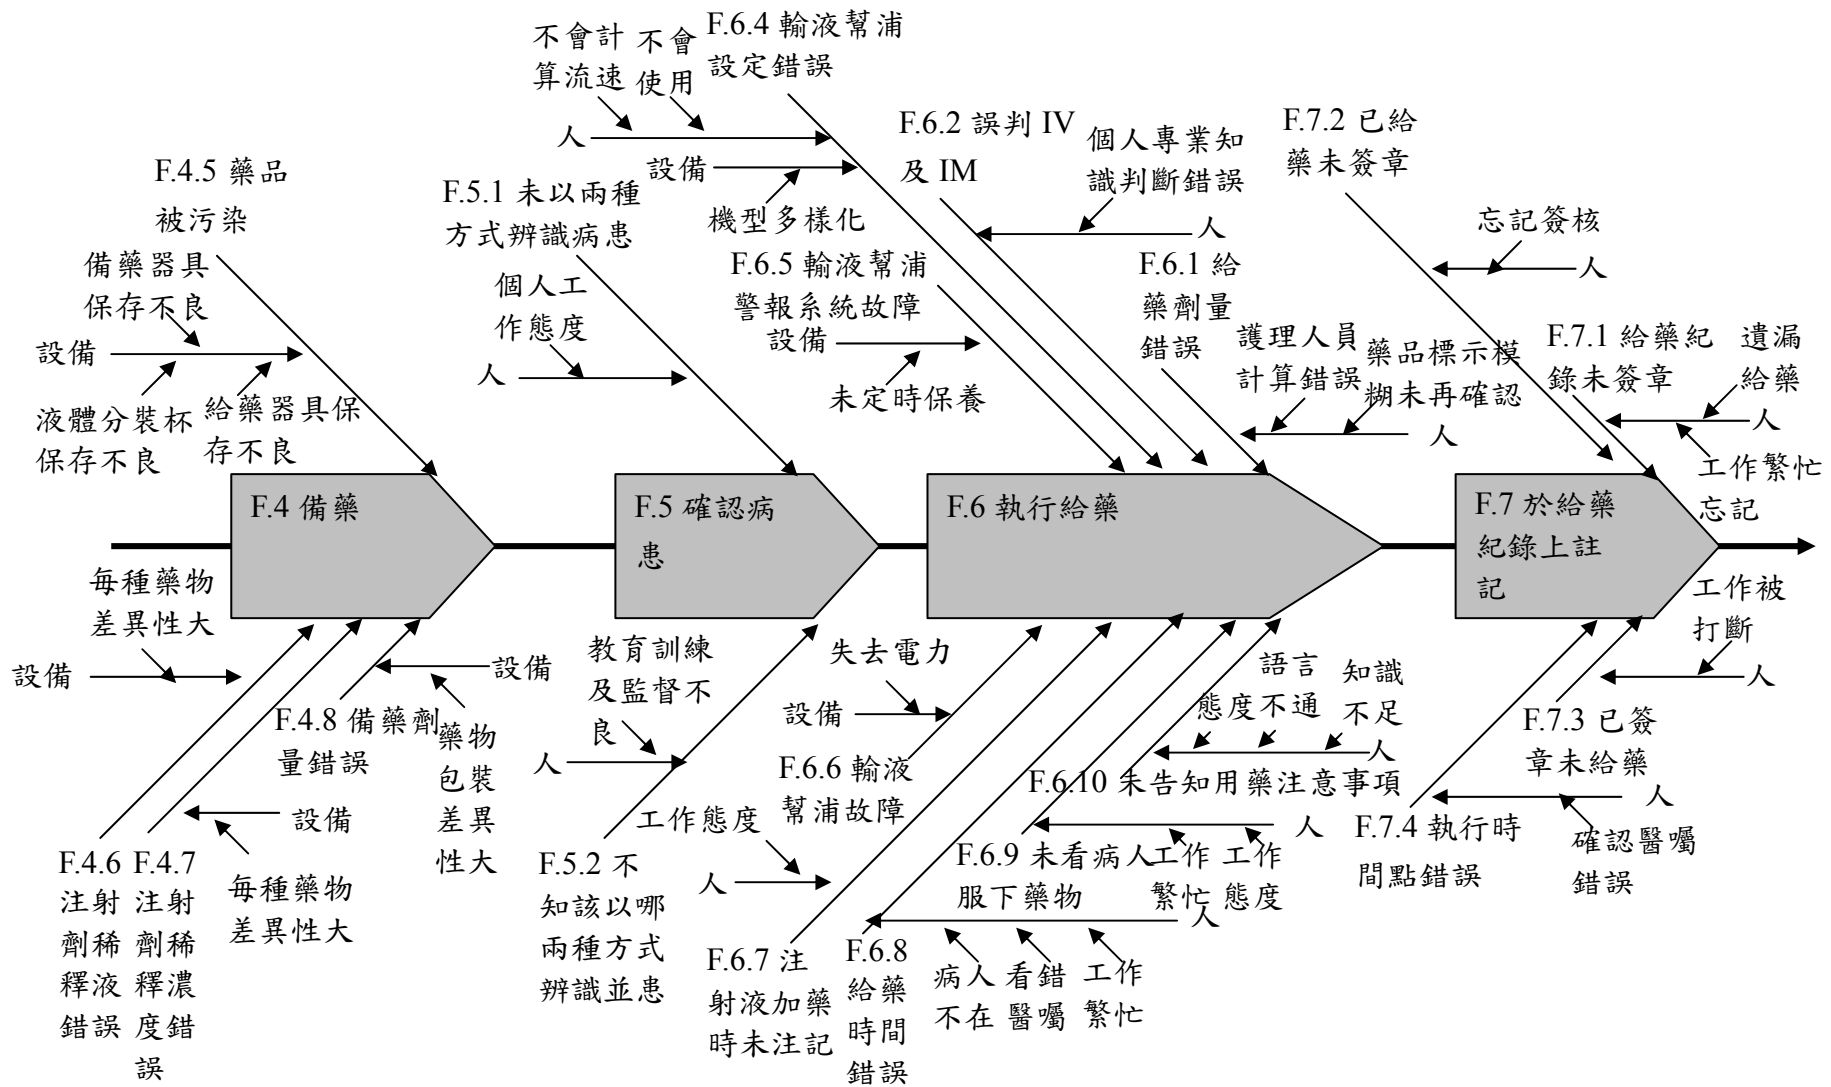 不會計
算流速
不會
使用
F.6.4 輸液幫浦
設定錯誤
人
設備
機型多樣化
F.6.2 誤判 IV
及 IM
個人專業知
識判斷錯誤
人
F.7.2 已給
藥未簽章
忘記簽核
人
F.4.5 藥品
被污染
備藥器具
保存不良
設備
液體分裝杯
保存不良
給藥器具保
存不良
F.5.1 未以兩種
方式辨識病患
個人工
作態度
人
F.6.5 輸液幫浦
警報系統故障
設備
未定時保養
F.6.1 給
藥劑量
錯誤
護理人員
計算錯誤
藥品標示模
糊未再確認
人
F.7.1 給藥紀
錄未簽章
遺漏
給藥
人
工作繁忙
忘記
F.4 備藥
F.5 確認病
患
F.6 執行給藥
F.7 於給藥
紀錄上註
記
每種藥物
差異性大
設備
設備
F.4.8 備藥劑
量錯誤
藥物
包裝
差異
性大
設備
每種藥物
差異性大
F.4.6
注射
劑稀
釋液
錯誤
F.4.7
注射
劑稀
釋濃
度錯
誤
教育訓練
及監督不
良
人
F.5.2 不
知該以哪
兩種方式
辨識並患
失去電力
設備
F.6.6 輸液
幫浦故障
工作態度
人
F.6.7 注
射液加藥
時未注記
F.6.8
給藥
時間
錯誤
病人
不在
看錯
醫囑
工作
繁忙
人
F.6.9 未看病人
服下藥物
工作
繁忙
工作
態度
人
F.6.10 未告知用藥注意事項
態度
語言
不通
知識
不足
人
工作被
打斷
人
F.7.3 已簽
章未給藥
人
F.7.4 執行時
間點錯誤
確認醫囑
錯誤